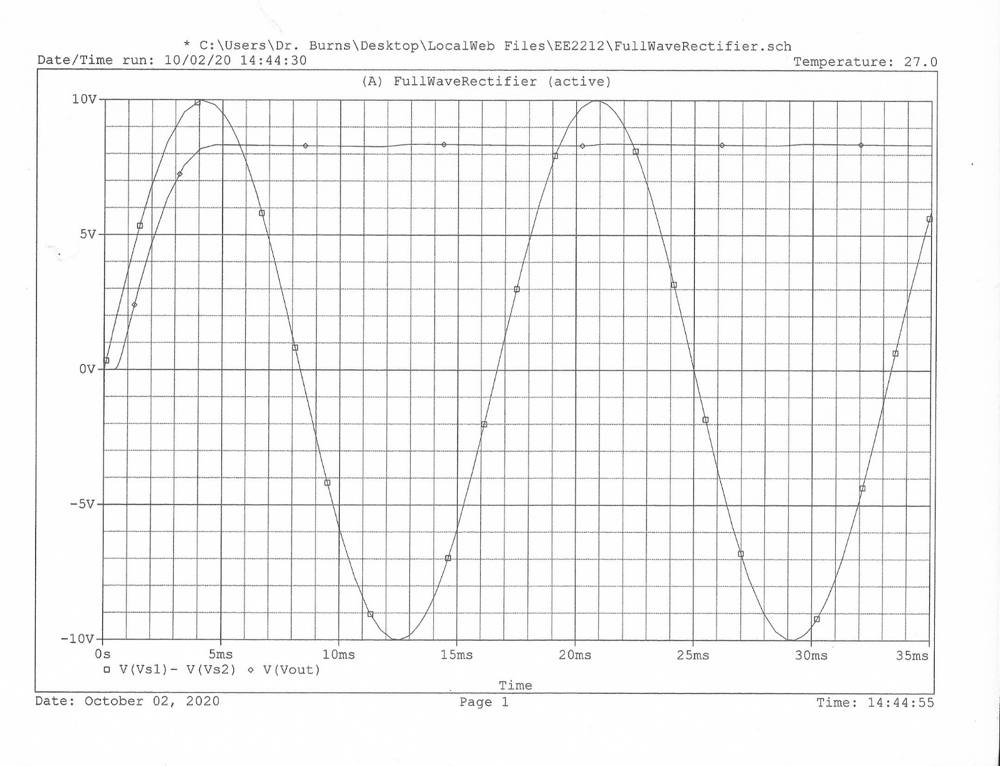 * C:\Users\Dr. Burns\Desktop\LocalWeb Files\EE2212\FullWaveRectifier.sch
Date/Time run: 10/02/20 14:44:30 Temperature: 27.0
(A) FullWaveRectifier (active)
10V
5V
0V
-5V
-10V
0s 5ms 10ms 15ms 20ms 25ms 30ms 35ms
V(Vs1)- V(Vs2) V(Vout)
Time
Date: October 02, 2020 Page 1 Time: 14:44:55